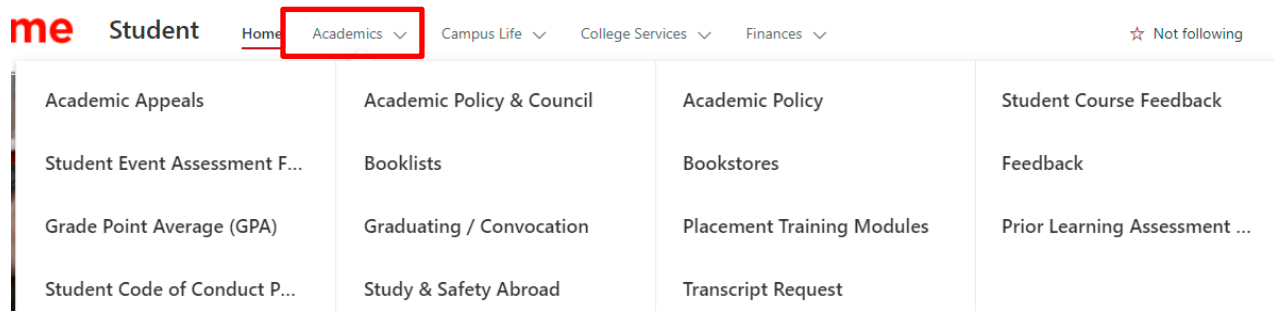 me Student Home Academics Campus Life College Services Finances Not following
Academic Appeals Academic Policy & Council Academic Policy Student Course Feedback
Student Event Assessment F... Booklists Bookstores Feedback
Grade Point Average (GPA) Graduating / Convocation Placement Training Modules Prior Learning Assessment ...
Student Code of Conduct P... Study & Safety Abroad Transcript Request